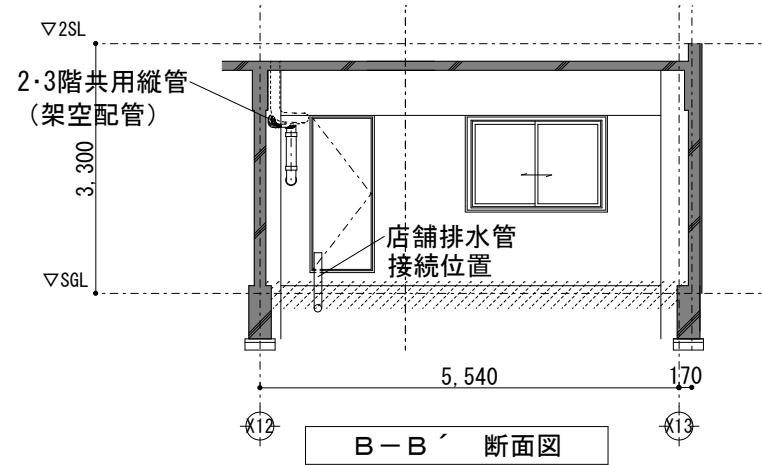 ▽2SL
2・3階共用縦管
（架空配管）
3,300
店舗排水管
接続位置
▽SGL
5,540
170
X12
X13
B－B´ 断面図